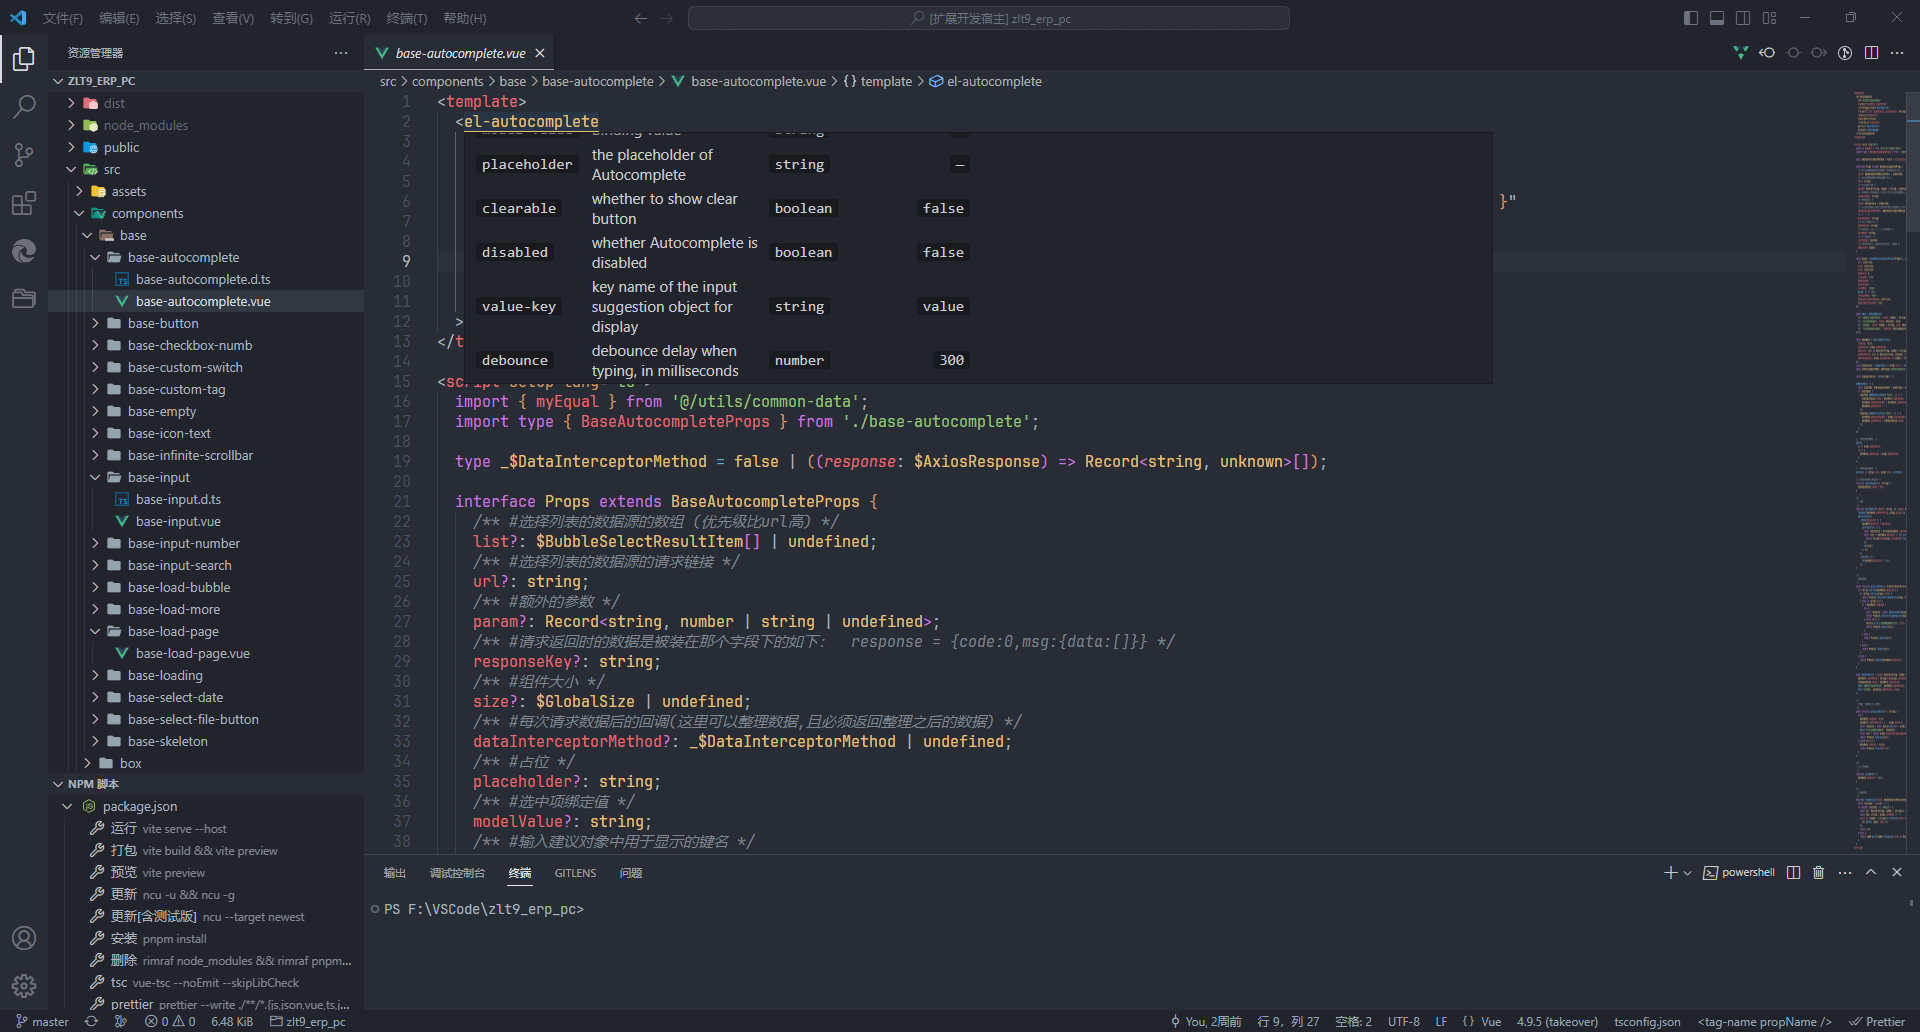 文件(F) 编辑(E) 选择(S) 查看(V) 转到(G) 运行(R) 终端(T) 帮助(H)
[扩展开发宿主] zlt9_erp_pc
资源管理器
ZLT9_ERP_PC
dist
node_modules
public
src
assets
components
base
base-autocomplete
base-autocomplete.d.ts
base-autocomplete.vue
base-button
base-checkbox-numb
base-custom-switch
base-custom-tag
base-empty
base-icon-text
base-infinite-scrollbar
base-input
base-input.d.ts
base-input.vue
base-input-number
base-input-search
base-load-bubble
base-load-more
base-load-page
base-load-page.vue
base-loading
base-select-date
base-select-file-button
base-skeleton
box
NPM 脚本
package.json
运行 vite serve --host
打包 vite build && vite preview
预览 vite preview
更新 ncu -u && ncu -g
更新[含测试版] ncu --target newest
安装 pnpm install
删除 rimraf node_modules && rimraf pnpm...
tsc vue-tsc --noEmit --skipLibCheck
prettier prettier --write ./**/*.{js,json,vue,ts,j...
base-autocomplete.vue
src > components > base > base-autocomplete > base-autocomplete.vue > {} template > el-autocomplete
1 <template>
2 <el-autocomplete
3
4
5
6 }"
7
8
9
10
11
12 >
13 </t
14
15 <script setup lang="ts">
placeholder the placeholder of Autocomplete string —
clearable whether to show clear button boolean false
disabled whether Autocomplete is disabled boolean false
value-key key name of the input suggestion object for display string value
debounce debounce delay when typing, in milliseconds number 300
16 import { myEqual } from '@/utils/common-data';
17 import type { BaseAutocompleteProps } from './base-autocomplete';
18
19 type _$DataInterceptorMethod = false | ((response: $AxiosResponse) => Record<string, unknown>[]);
20
21 interface Props extends BaseAutocompleteProps {
22 /** #选择列表的数据源的数组 (优先级比url高) */
23 list?: $BubbleSelectResultItem[] | undefined;
24 /** #选择列表的数据源的请求链接 */
25 url?: string;
26 /** #额外的参数 */
27 param?: Record<string, number | string | undefined>;
28 /** #请求返回时的数据是被装在那个字段下的如下: response = {code:0,msg:{data:[]}} */
29 responseKey?: string;
30 /** #组件大小 */
31 size?: $GlobalSize | undefined;
32 /** #每次请求数据后的回调(这里可以整理数据,且必须返回整理之后的数据) */
33 dataInterceptorMethod?: _$DataInterceptorMethod | undefined;
34 /** #占位 */
35 placeholder?: string;
36 /** #选中项绑定值 */
37 modelValue?: string;
38 /** #输入建议对象中用于显示的键名 */
输出 调试控制台 终端 GITLENS 问题
powershell
PS F:\VSCode\zlt9_erp_pc>
master 0 0 6.48 KiB zlt9_erp_pc
You, 2周前 行 9，列 27 空格: 2 UTF-8 LF {} Vue 4.9.5 (takeover) tsconfig.json <tag-name propName /> Prettier